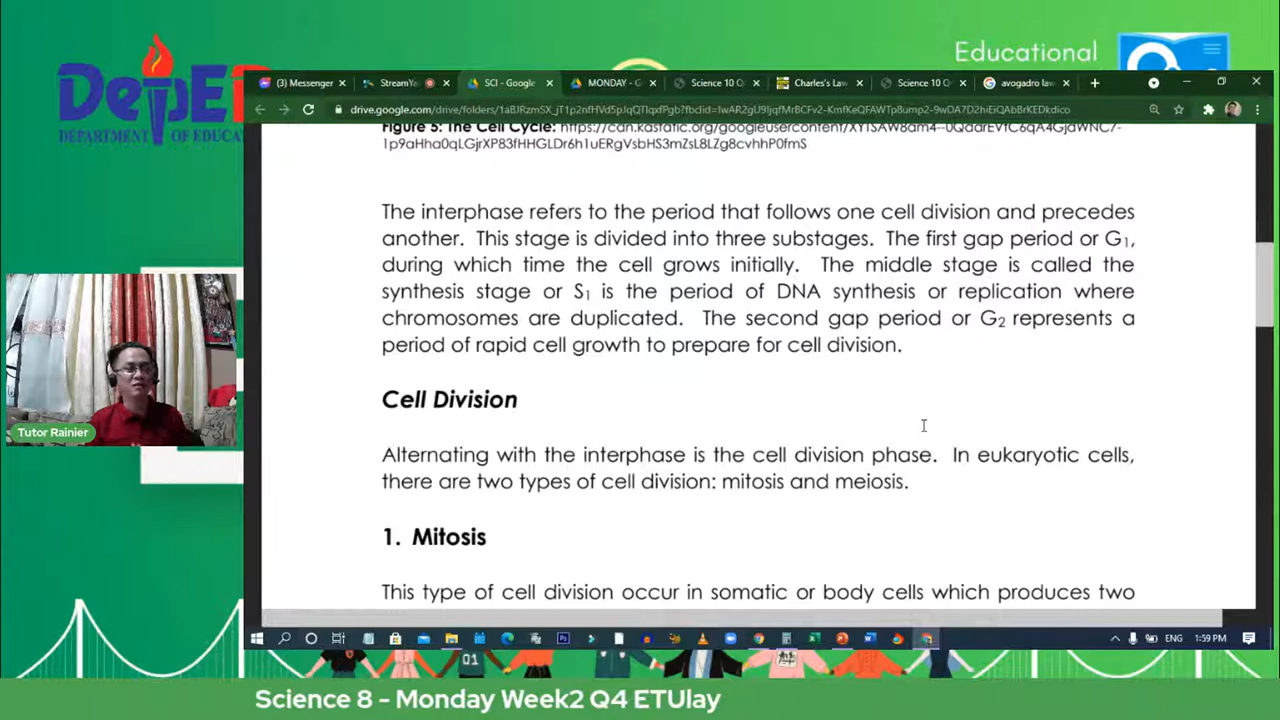 DepE
DEPARTMENT OF EDUCA
Educational
(3) Messenger
StreamYa
SCI - Google
MONDAY - G
Science 10 Q
Charles's Law
Science 10 Q
avogadro law
Figure 5: The Cell Cycle:
The interphase refers to the period that follows one cell division and precedes
another. This stage is divided into three substages. The first gap period or G1,
during which time the cell grows initially. The middle stage is called the
synthesis stage or S1 is the period of DNA synthesis or replication where
chromosomes are duplicated. The second gap period or G2 represents a
period of rapid cell growth to prepare for cell division.
Cell Division
Alternating with the interphase is the cell division phase. In eukaryotic cells,
there are two types of cell division: mitosis and meiosis.
1. Mitosis
This type of cell division occur in somatic or body cells which produces two
Tutor Rainier
ENG
1:59 PM
01
Science 8 - Monday Week2 Q4 ETUlay